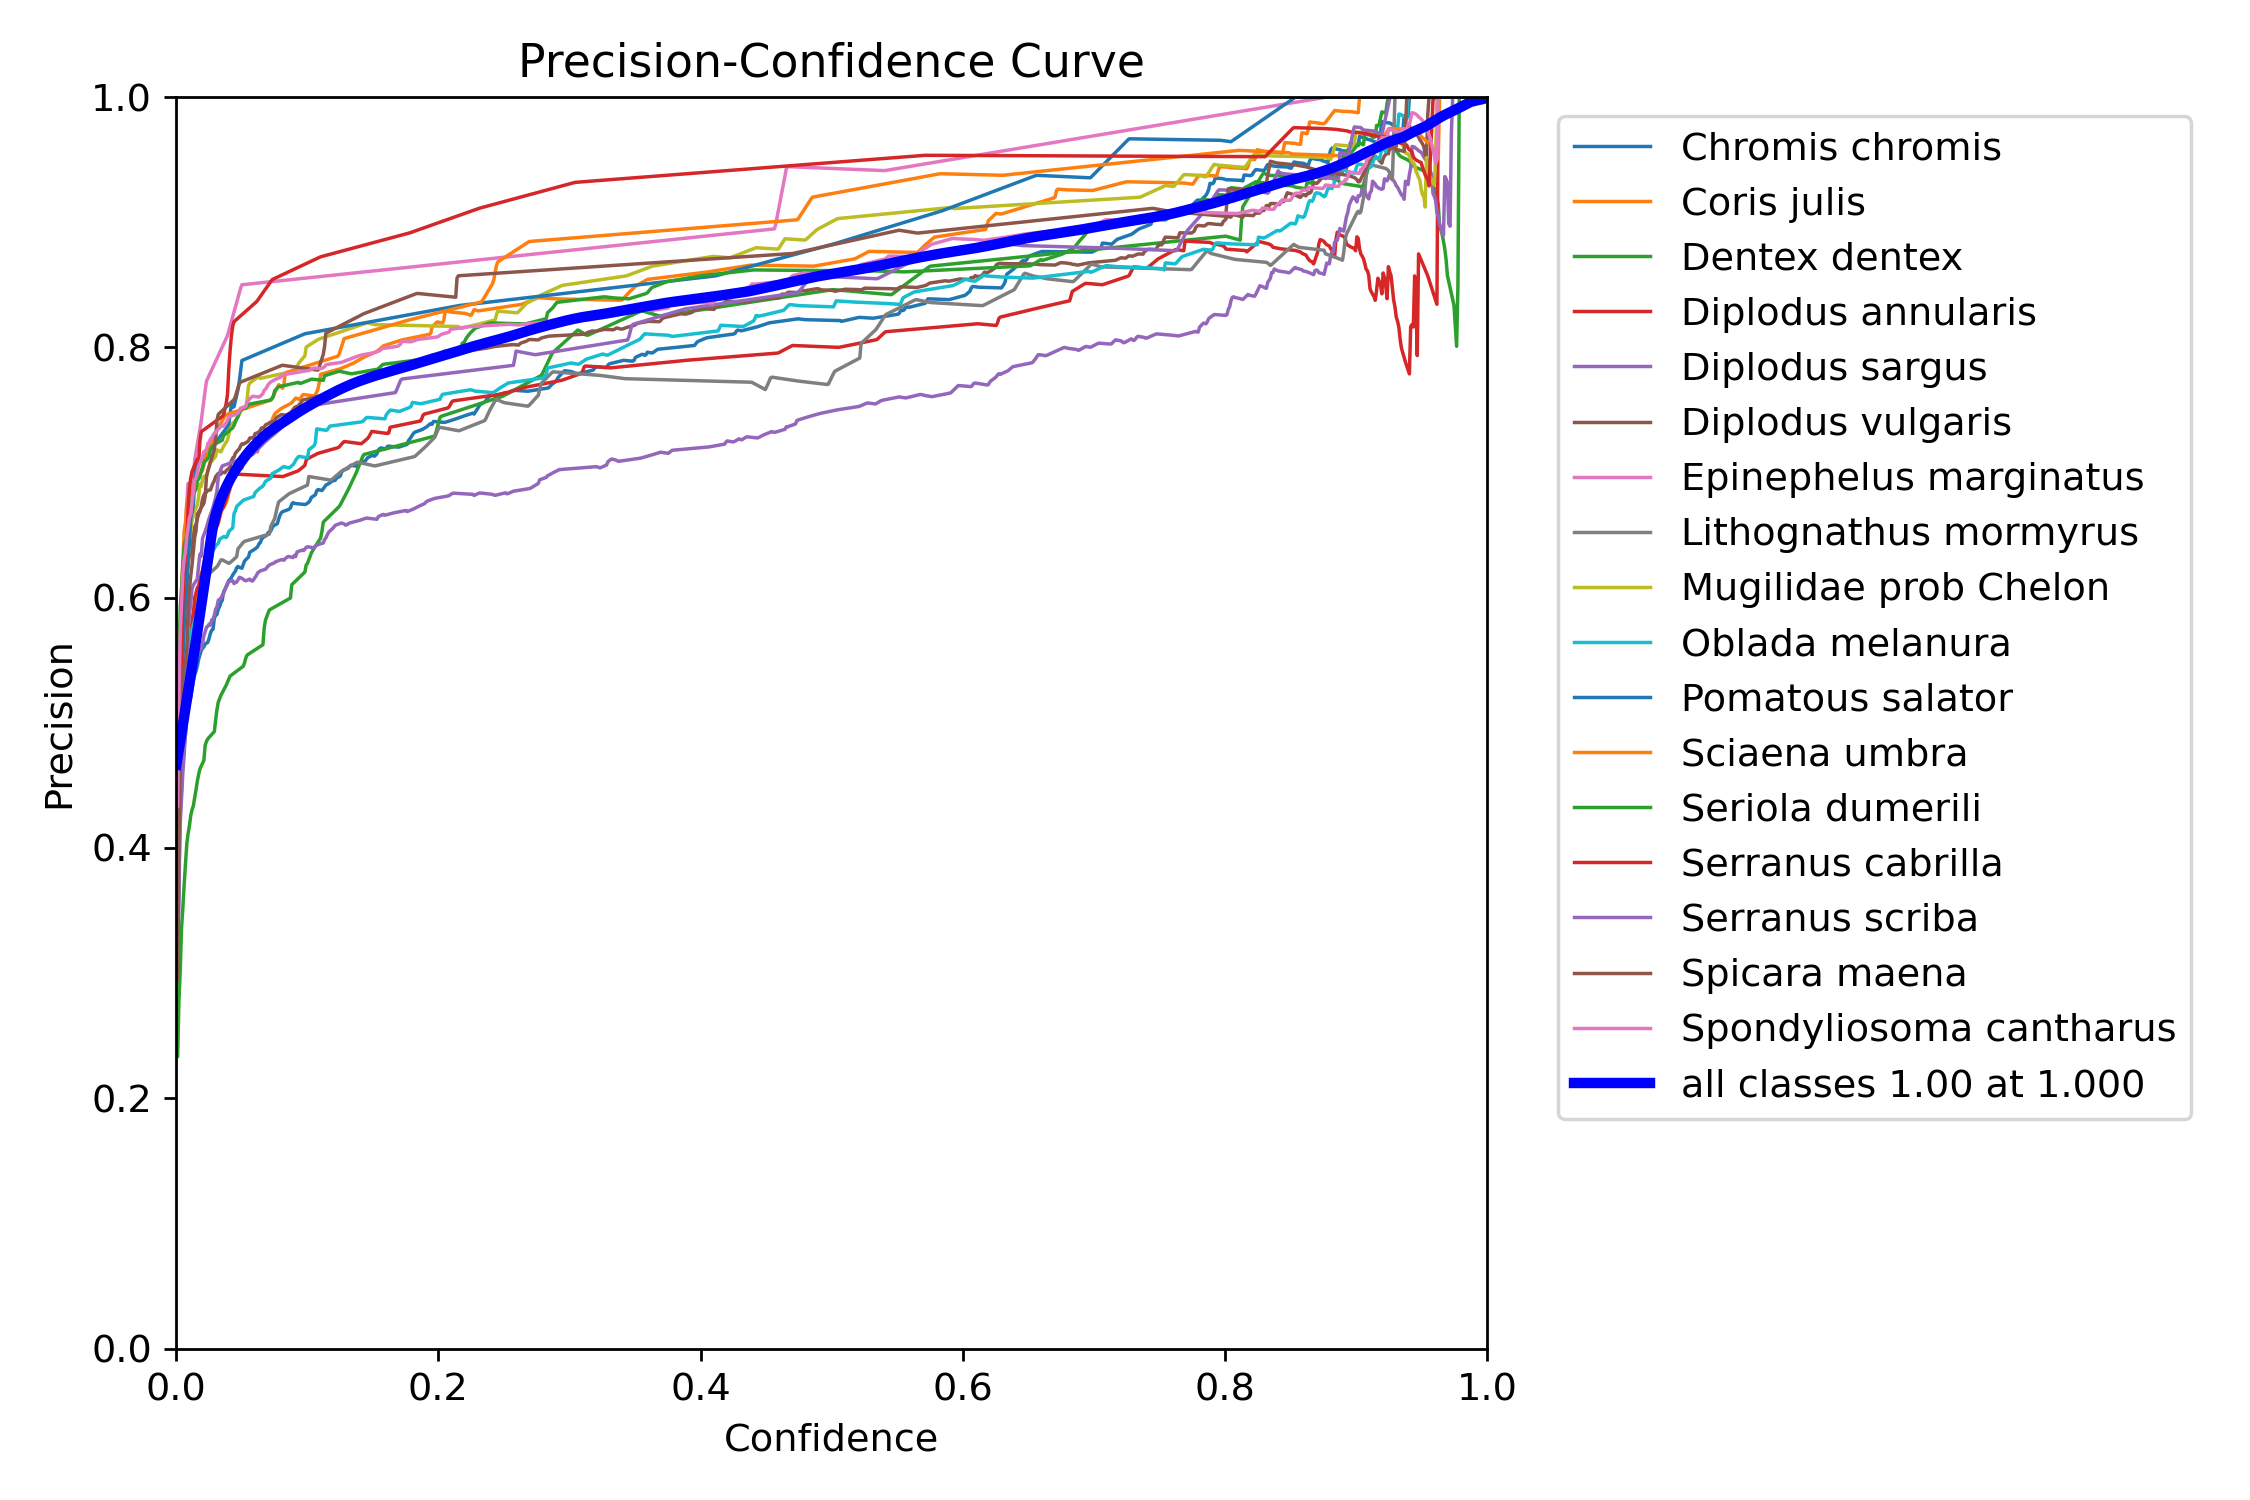 Precision-Confidence Curve
1.0
0.8
0.6
0.4
0.2
0.0
Precision
0.0 0.2 0.4 0.6 0.8 1.0
Confidence
Chromis chromis
Coris julis
Dentex dentex
Diplodus annularis
Diplodus sargus
Diplodus vulgaris
Epinephelus marginatus
Lithognathus mormyrus
Mugilidae prob Chelon
Oblada melanura
Pomatous salator
Sciaena umbra
Seriola dumerili
Serranus cabrilla
Serranus scriba
Spicara maena
Spondyliosoma cantharus
all classes 1.00 at 1.000